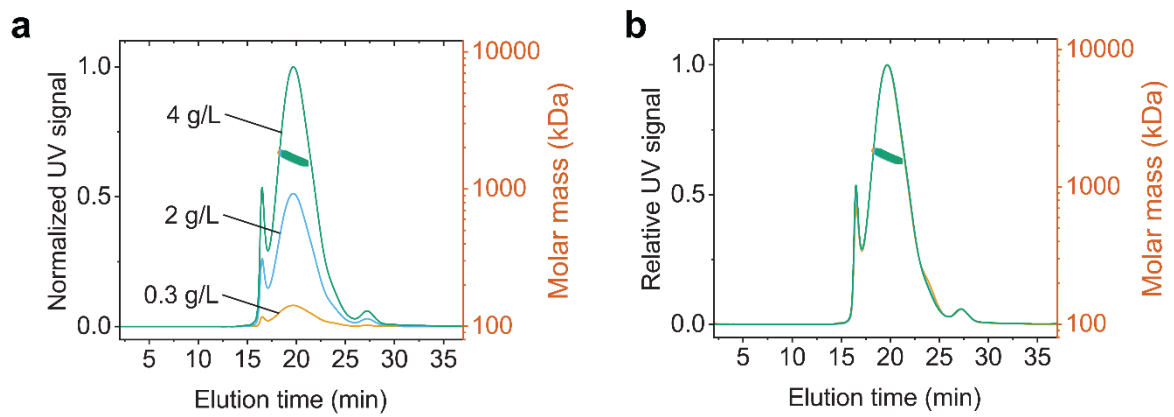 a
Normalized UV signal
1.0
0.5
0.0
4 g/L
2 g/L
0.3 g/L
10000
1000
100
Molar mass (kDa)
5 10 15 20 25 30 35
Elution time (min)
b
Relative UV signal
1.0
0.5
0.0
10000
1000
100
Molar mass (kDa)
5 10 15 20 25 30 35
Elution time (min)